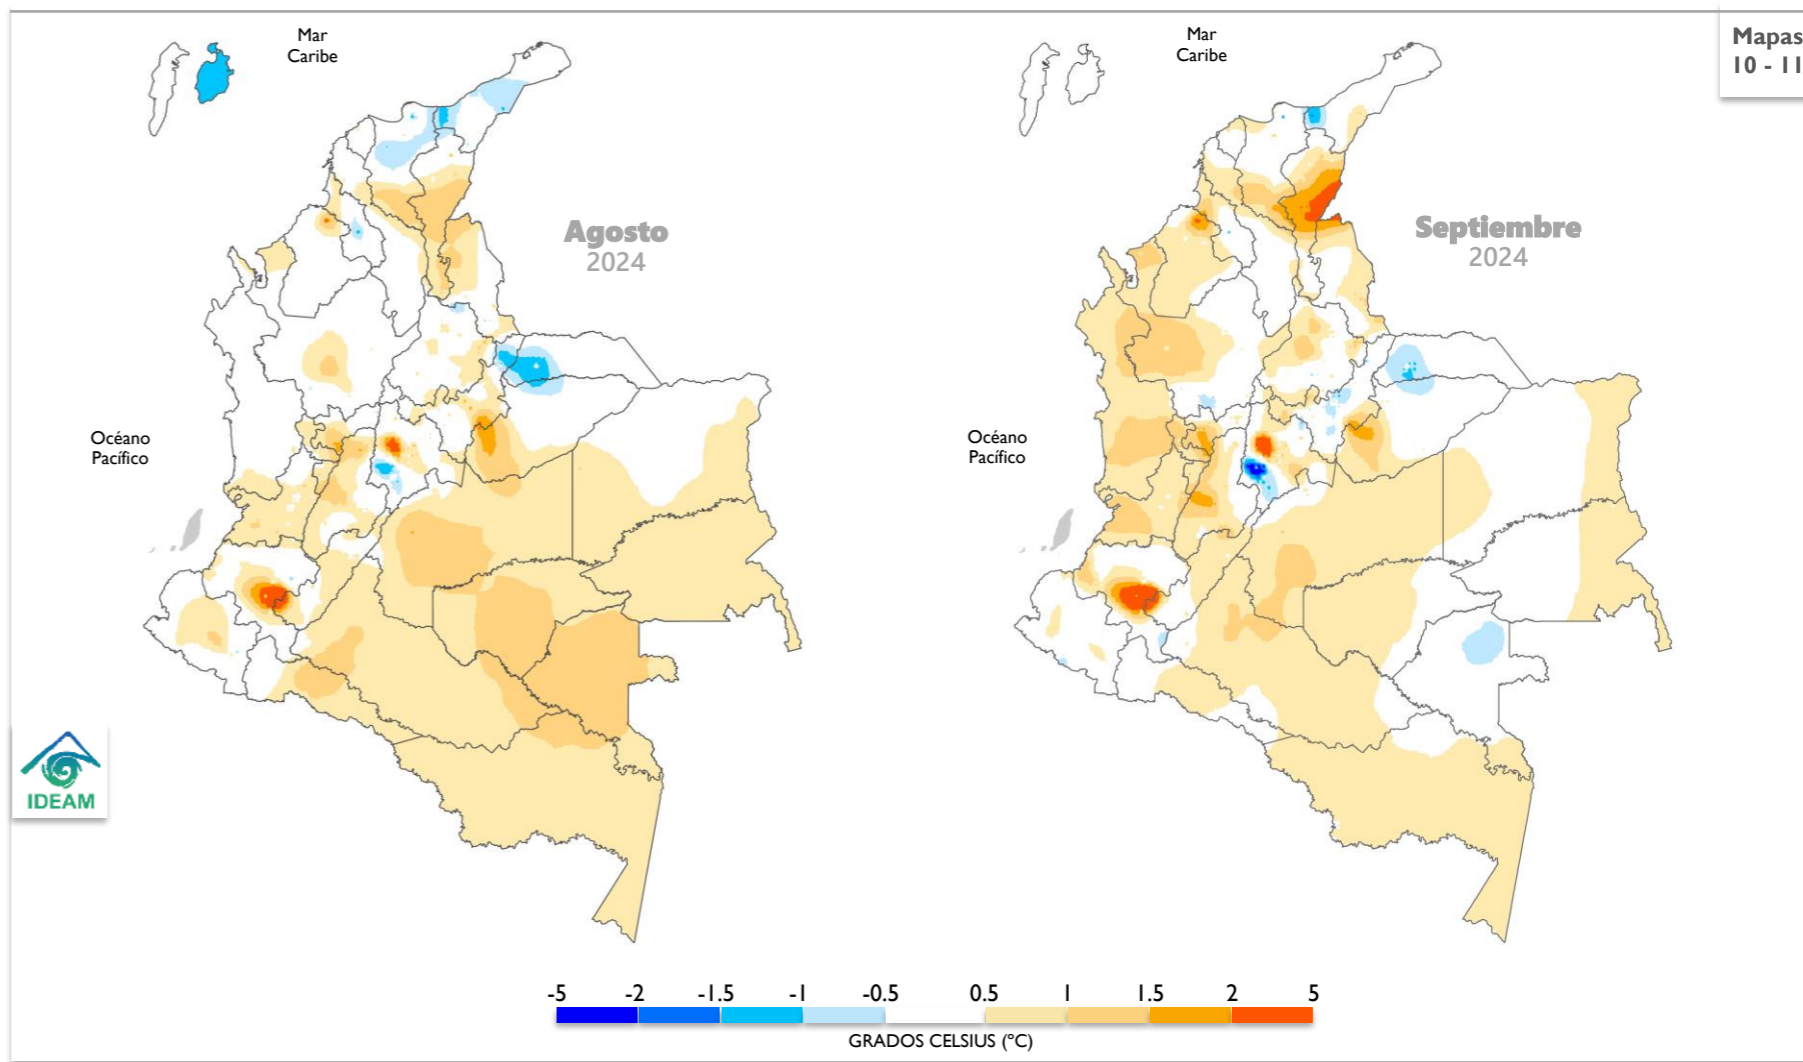 Mar
Caribe
Mar
Caribe
Mapas
10 - 11
Agosto
2024
Septiembre
2024
Océano
Pacífico
Océano
Pacífico
IDEAM
-5 -2 -1.5 -1 -0.5 0.5 1 1.5 2 5
GRADOS CELSIUS (°C)